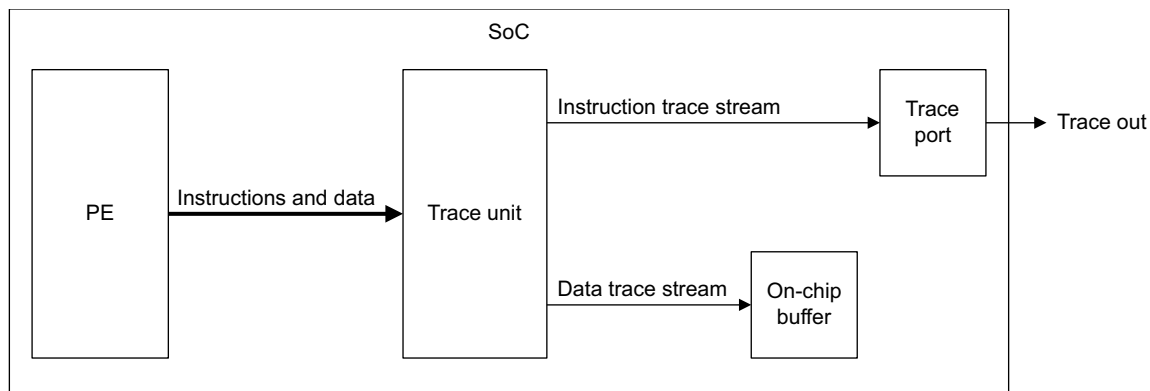 SoC
Instruction trace stream
Trace
port
Trace out
PE
Instructions and data
Trace unit
Data trace stream
On-chip
buffer